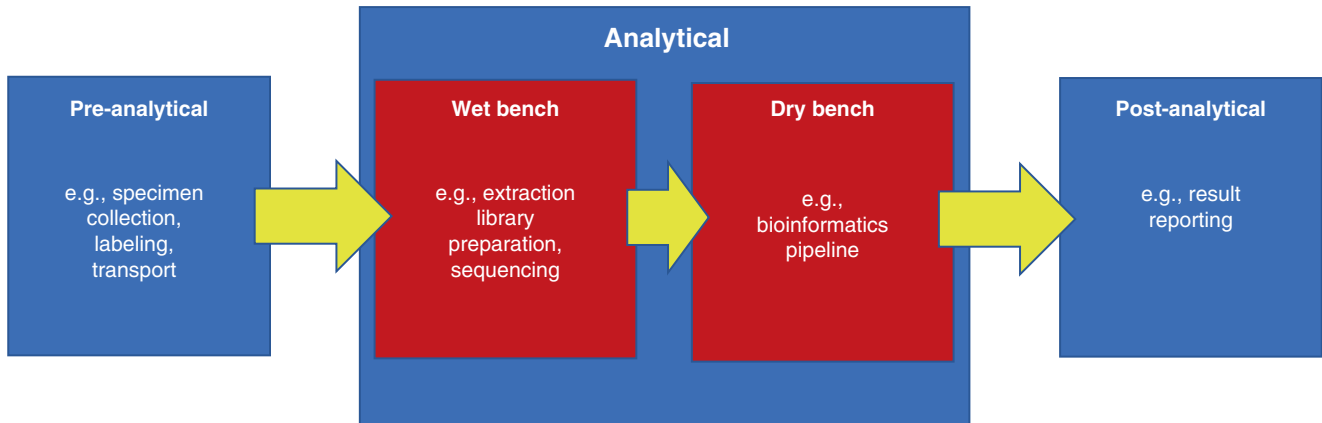 Analytical
Pre-analytical
e.g., specimen
collection,
labeling,
transport
Wet bench
e.g., extraction
library
preparation,
sequencing
Dry bench
e.g.,
bioinformatics
pipeline
Post-analytical
e.g., result
reporting